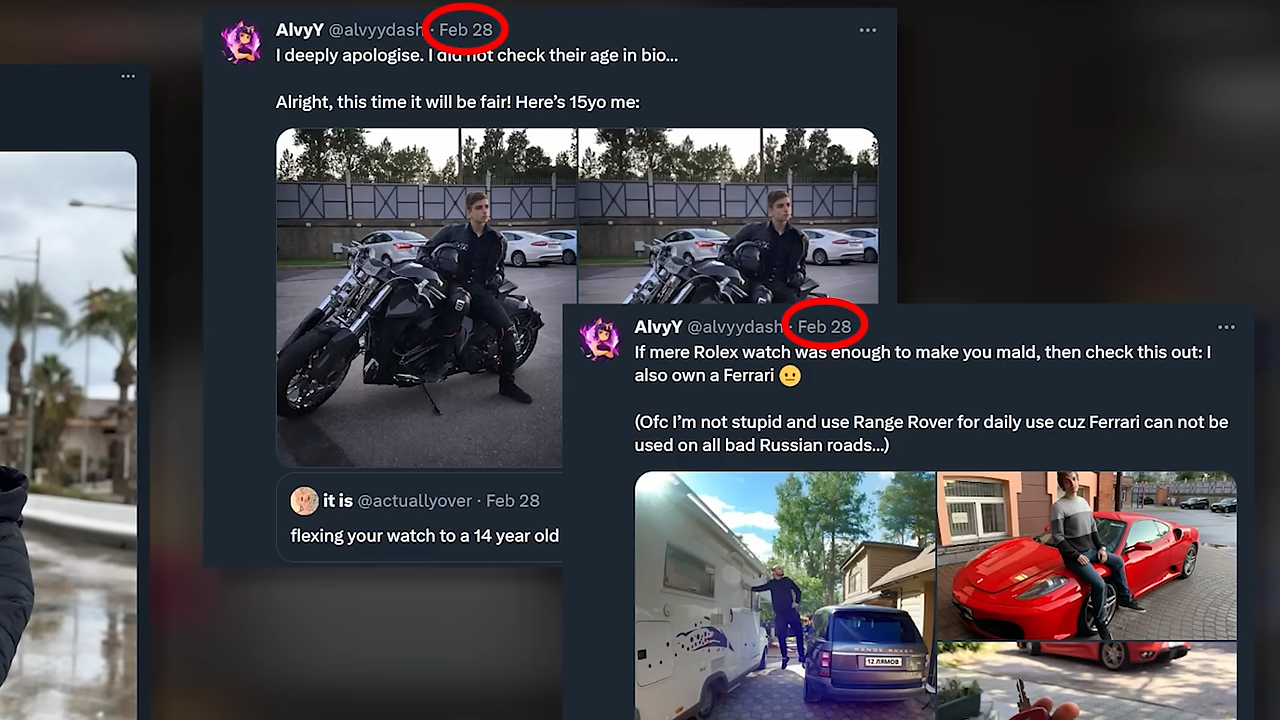 AlvyY @alvyydash · Feb 28
I deeply apologise. I did not check their age in bio...
Alright, this time it will be fair! Here's 15yo me:
it is @actuallyover · Feb 28
flexing your watch to a 14 year old
AlvyY @alvyydash · Feb 28
If mere Rolex watch was enough to make you mald, then check this out: I
also own a Ferrari 😐
(Ofc I'm not stupid and use Range Rover for daily use cuz Ferrari can not be
used on all bad Russian roads...)
RANGE ROVER
12 ЛЯМОВ